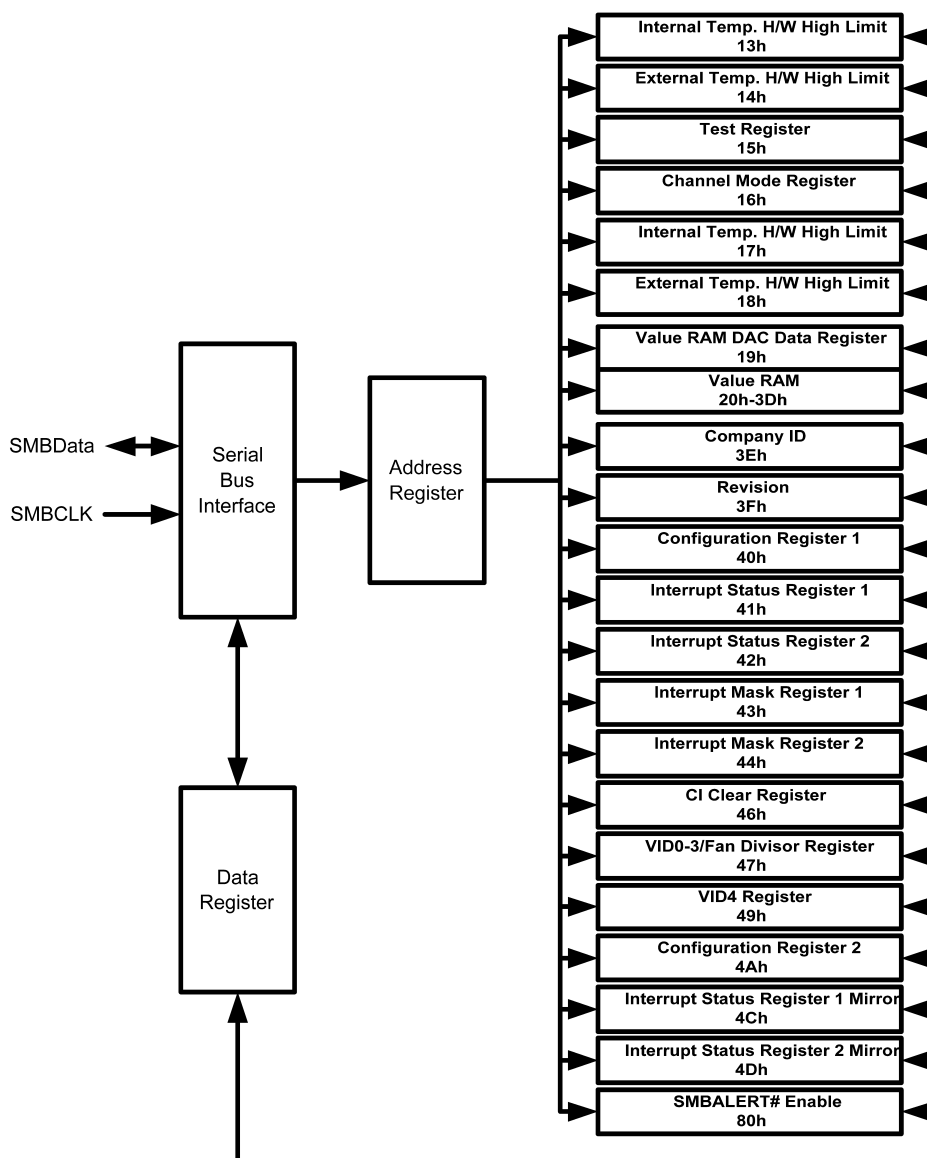 SMBData
SMBCLK
Serial
Bus
Interface
Address
Register
Data
Register
Internal Temp. H/W High Limit
13h
External Temp. H/W High Limit
14h
Test Register
15h
Channel Mode Register
16h
Internal Temp. H/W High Limit
17h
External Temp. H/W High Limit
18h
Value RAM DAC Data Register
19h
Value RAM
20h-3Dh
Company ID
3Eh
Revision
3Fh
Configuration Register 1
40h
Interrupt Status Register 1
41h
Interrupt Status Register 2
42h
Interrupt Mask Register 1
43h
Interrupt Mask Register 2
44h
CI Clear Register
46h
VID0-3/Fan Divisor Register
47h
VID4 Register
49h
Configuration Register 2
4Ah
Interrupt Status Register 1 Mirror
4Ch
Interrupt Status Register 2 Mirror
4Dh
SMBALERT# Enable
80h